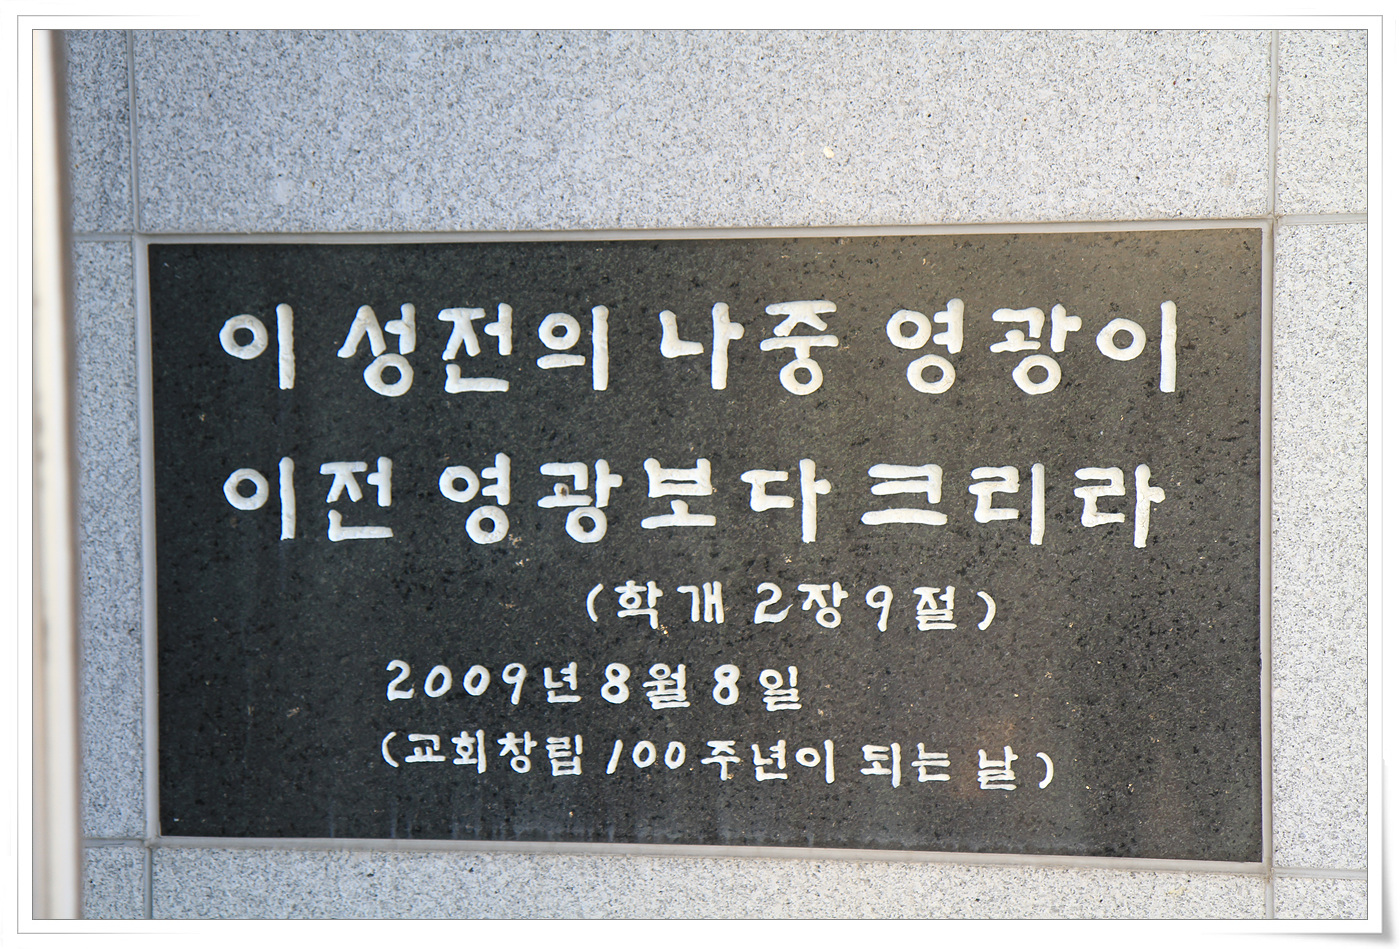 이 성전의 나중 영광이
이전 영광보다 크리라
(학개 2장9절)
2009년 8월 8일
(교회창립 100주년이 되는 날)